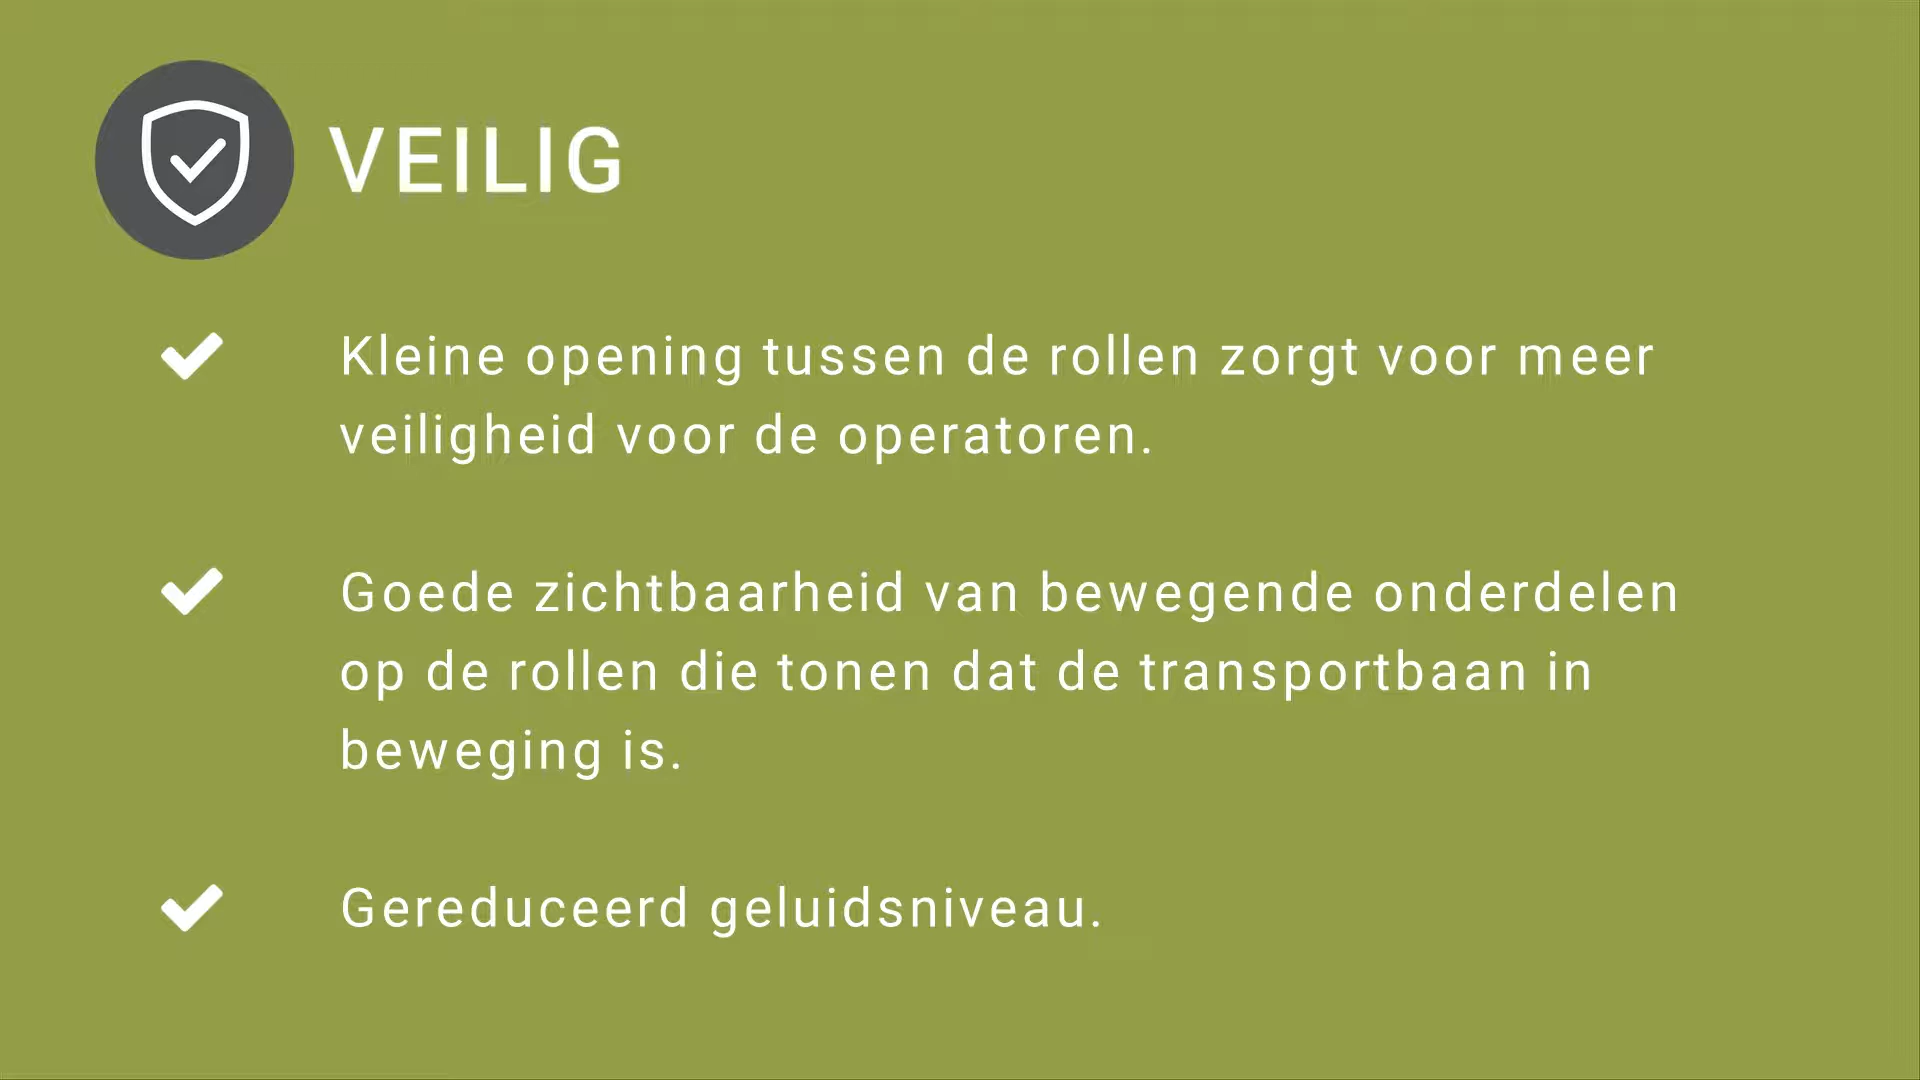 VEILIG
Kleine opening tussen de rollen zorgt voor meer
veiligheid voor de operatoren.
Goede zichtbaarheid van bewegende onderdelen
op de rollen die tonen dat de transportbaan in
beweging is.
Gereduceerd geluidsniveau.